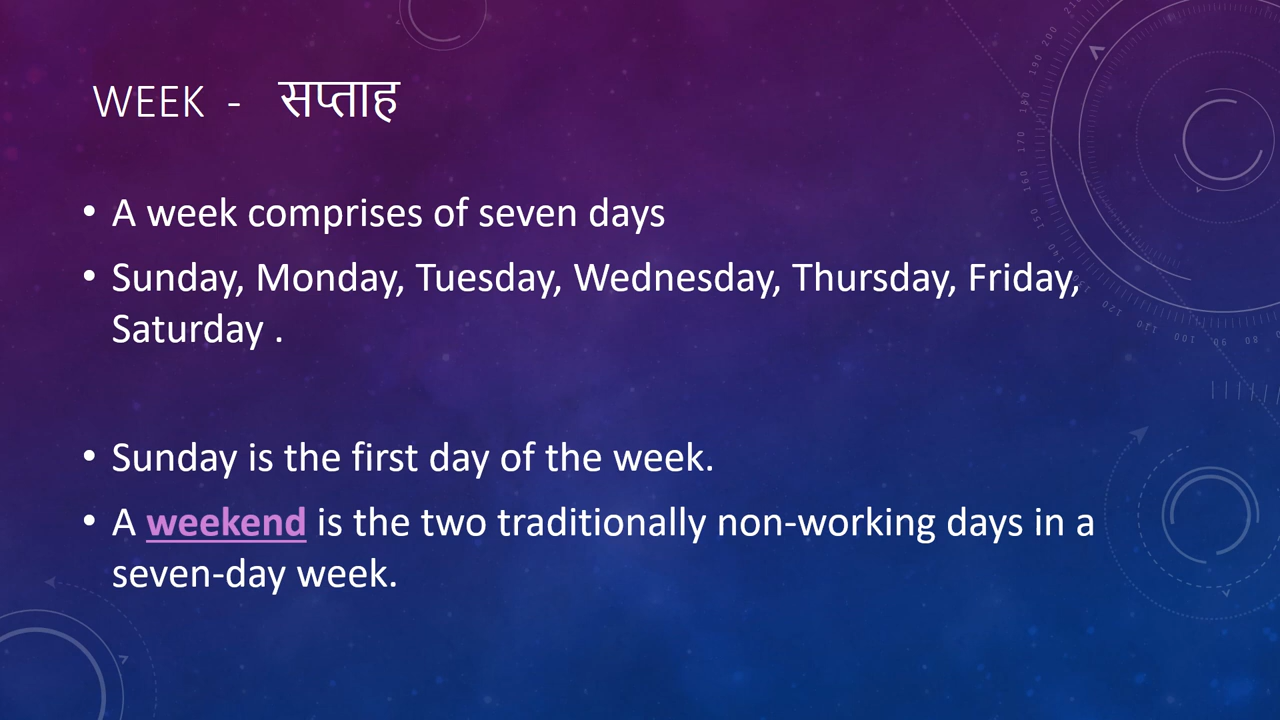 WEEK - सप्ताह
• A week comprises of seven days
• Sunday, Monday, Tuesday, Wednesday, Thursday, Friday,
Saturday .
• Sunday is the first day of the week.
• A weekend is the two traditionally non-working days in a
seven-day week.